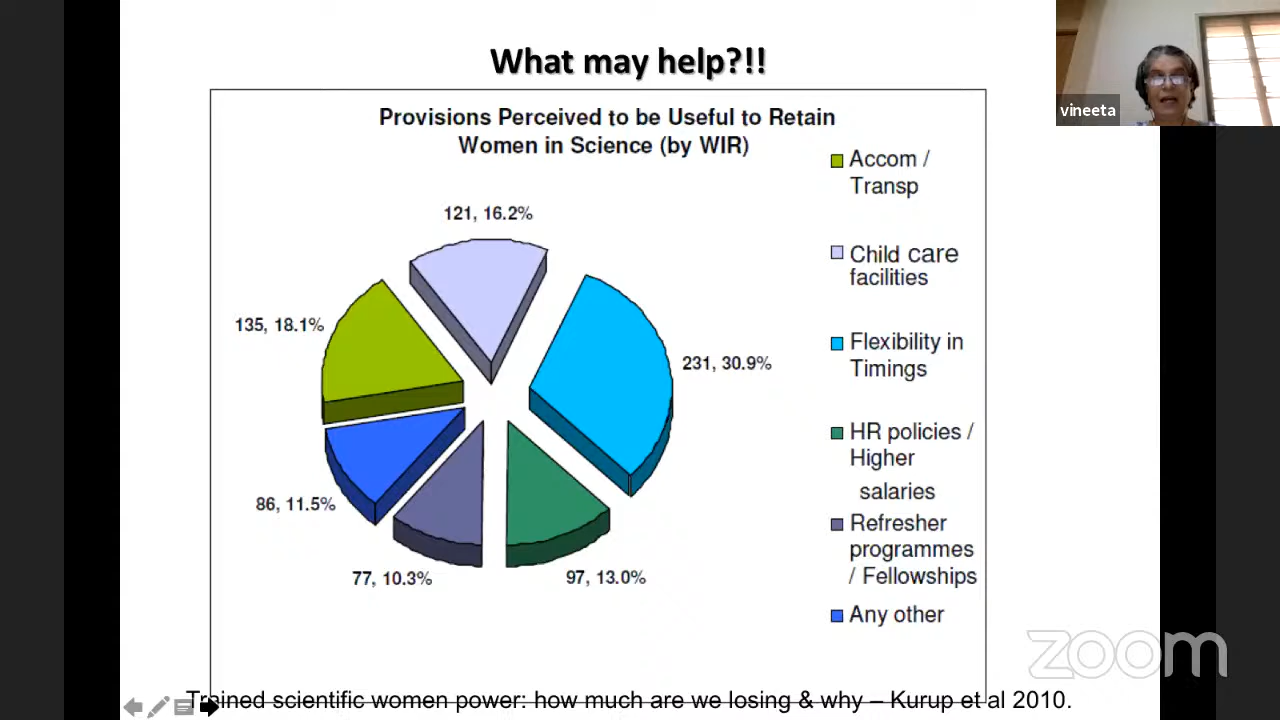 What may help?!!
vineeta
Provisions Perceived to be Useful to Retain
Women in Science (by WIR)
Accom /
Transp
Child care
facilities
Flexibility in
Timings
HR policies /
Higher
salaries
Refresher
programmes
/ Fellowships
Any other
121, 16.2%
135, 18.1%
231, 30.9%
86, 11.5%
77, 10.3%
97, 13.0%
zoom
Trained scientific women power: how much are we losing & why – Kurup et al 2010.